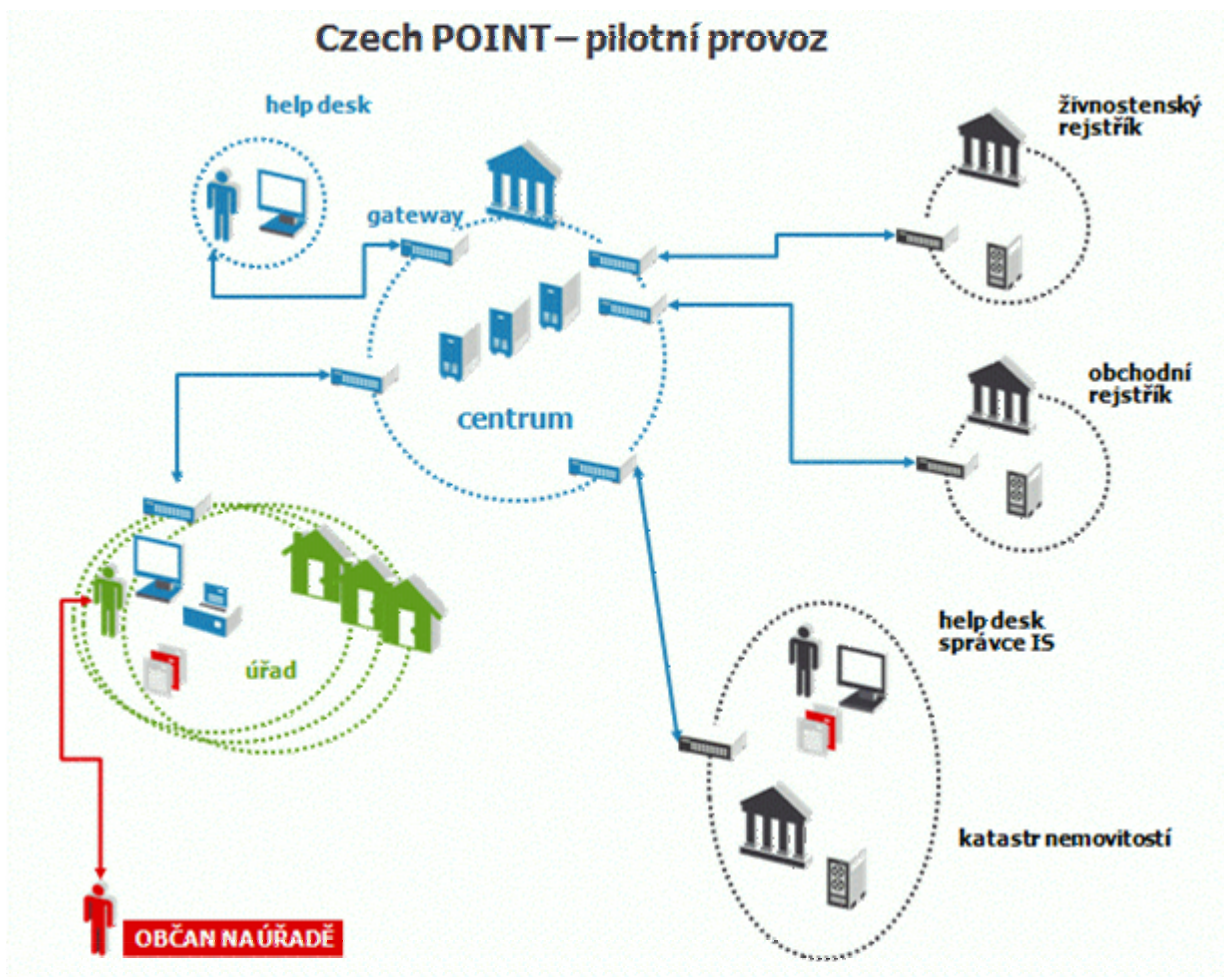 Czech POINT – pilotní provoz
help desk
gateway
centrum
živnostenský
rejstřík
obchodní
rejstřík
úřad
help desk
správce IS
katastr nemovitostí
OBČAN NA ÚŘADĚ